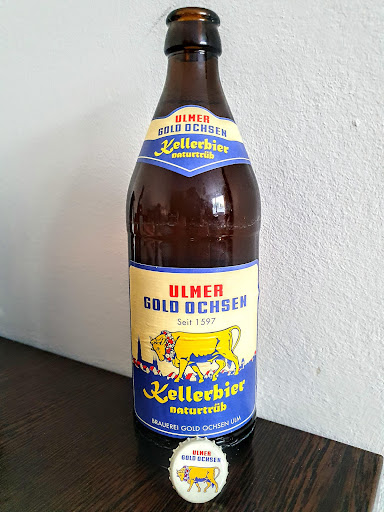 ULMER
GOLD OCHSEN
Kellerbier
naturtrüb
ULMER
GOLD OCHSEN
Seit 1597
Kellerbier
naturtrüb
BRAUEREI GOLD OCHSEN ULM
ULMER
GOLD OCHSEN